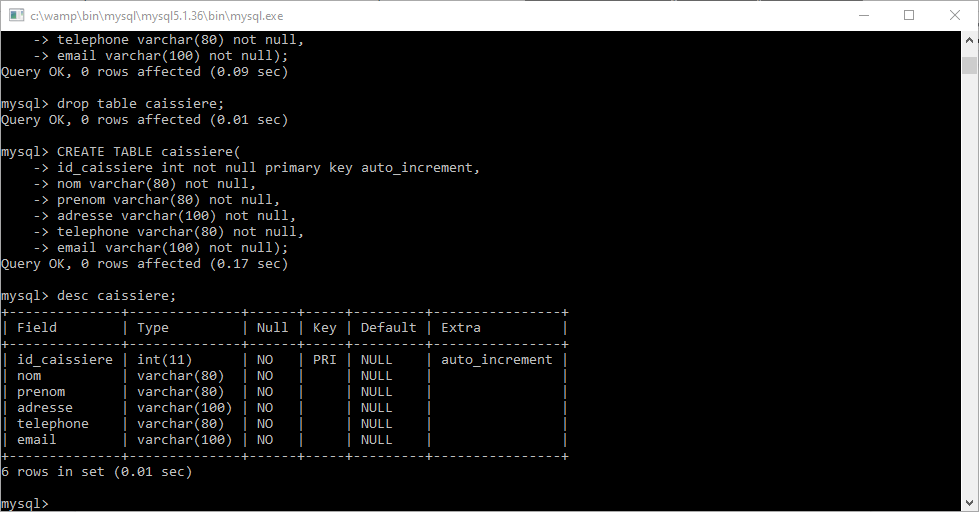 c:\wamp\bin\mysql\mysql5.1.36\bin\mysql.exe
    -> telephone varchar(80) not null,
    -> email varchar(100) not null);
Query OK, 0 rows affected (0.09 sec)

mysql> drop table caissiere;
Query OK, 0 rows affected (0.01 sec)

mysql> CREATE TABLE caissiere(
    -> id_caissiere int not null primary key auto_increment,
    -> nom varchar(80) not null,
    -> prenom varchar(80) not null,
    -> adresse varchar(100) not null,
    -> telephone varchar(80) not null,
    -> email varchar(100) not null);
Query OK, 0 rows affected (0.17 sec)

mysql> desc caissiere;
+--------------+--------------+------+-----+---------+----------------+
| Field        | Type         | Null | Key | Default | Extra          |
+--------------+--------------+------+-----+---------+----------------+
| id_caissiere | int(11)      | NO   | PRI | NULL    | auto_increment |
| nom          | varchar(80)  | NO   |     | NULL    |                |
| prenom       | varchar(80)  | NO   |     | NULL    |                |
| adresse      | varchar(100) | NO   |     | NULL    |                |
| telephone    | varchar(80)  | NO   |     | NULL    |                |
| email        | varchar(100) | NO   |     | NULL    |                |
+--------------+--------------+------+-----+---------+----------------+
6 rows in set (0.01 sec)

mysql>